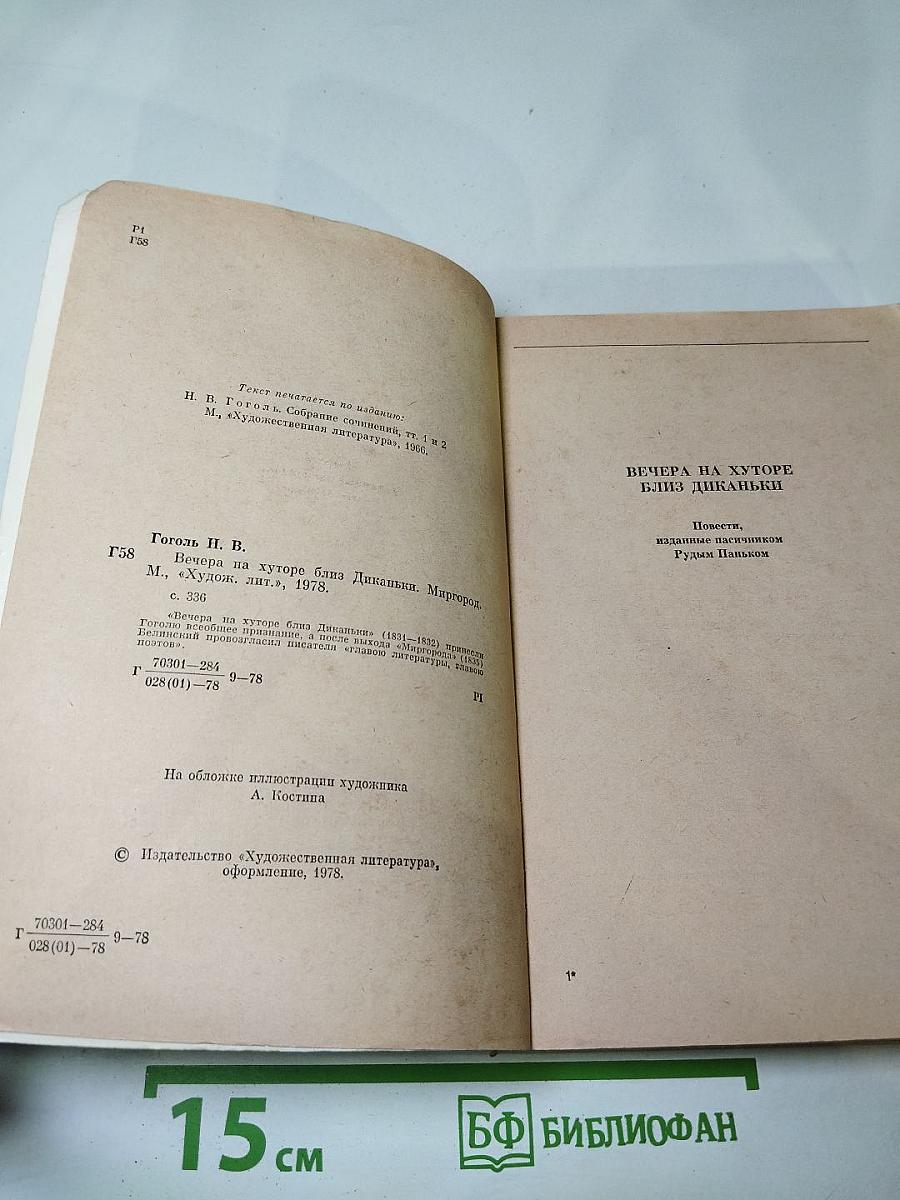 Р1
Г58
Текст печатается по изданию:
Н. В. Гоголь. Собрание сочинений, тт. 1 и 2
М., «Художественная литература», 1966.
Гоголь Н. В.
Г58 Вечера на хуторе близ Диканьки. Миргород.
М., «Худож. лит.», 1978.
с. 336
«Вечера на хуторе близ Диканьки» (1831—1832) принесли
Гоголю всеобщее признание, а после выхода «Миргорода» (1835)
Белинский провозгласил писателя «главою литературы, главою
поэтов».
Г 70301—284
028(01)—78 9—78
РI
На обложке иллюстрации художника
А. Костина
© Издательство «Художественная литература»,
оформление, 1978.
Г 70301—284
028(01)—78 9—78
ВЕЧЕРА НА ХУТОРЕ
БЛИЗ ДИКАНЬКИ
Повести,
изданные пасичником
Рудым Паньком
1*
15 см
БФ БИБЛИОФАН